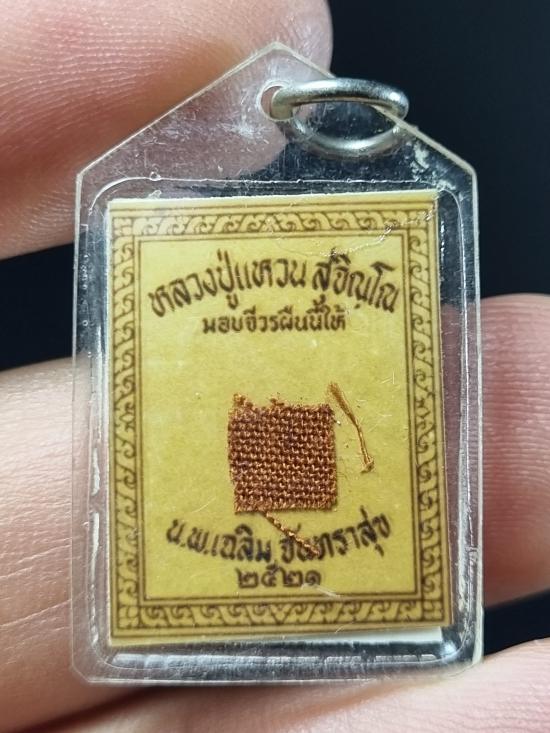 หลวงปู่แหวน สุจิณโณ
มอบจีวรผืนนี้ให้
น.พ.เฉลิม จันทราสุข
๒๕๒๑